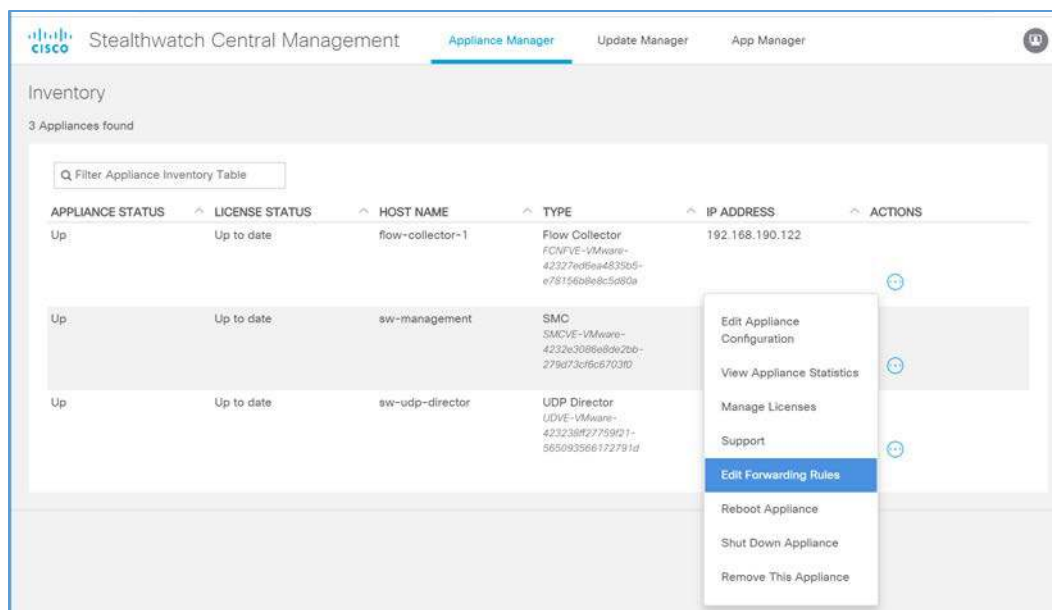 CISCO Stealthwatch Central Management Appliance Manager Update Manager App Manager
Inventory
3 Appliances found
Filter Appliance Inventory Table
APPLIANCE STATUS LICENSE STATUS HOST NAME TYPE IP ADDRESS ACTIONS
Up Up to date flow-collector-1 Flow Collector 192.168.190.122
FCNFVE-VMware-
42327ed6ea4835b5-
e78156b8e8c5d80a
Up Up to date sw-management SMC
SMCVE-VMware-
4232e3086e8de2bb-
279d73cf6c6703f0
Up Up to date sw-udp-director UDP Director
UDVE-VMware-
423238ff27759f21-
565093566172791d
Edit Appliance
Configuration
View Appliance Statistics
Manage Licenses
Support
Edit Forwarding Rules
Reboot Appliance
Shut Down Appliance
Remove This Appliance